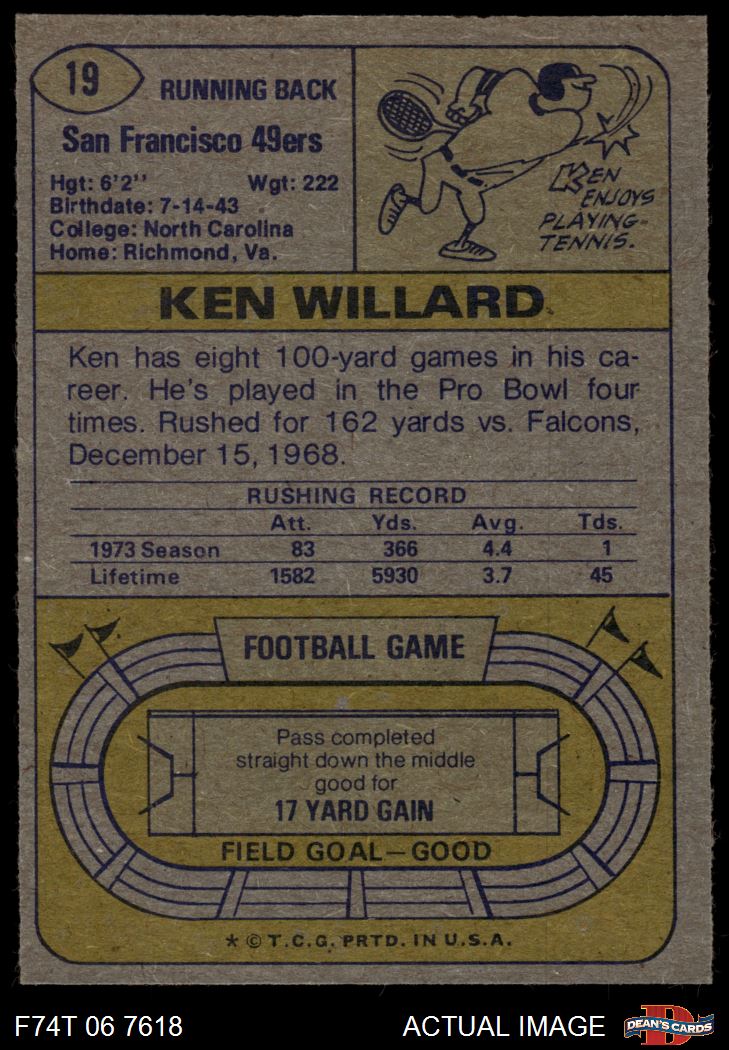 19
RUNNING BACK
San Francisco 49ers
Hgt: 6'2'' Wgt: 222
Birthdate: 7-14-43
College: North Carolina
Home: Richmond, Va.
KEN
ENJOYS
PLAYING
TENNIS.
KEN WILLARD
Ken has eight 100-yard games in his ca-
reer. He's played in the Pro Bowl four
times. Rushed for 162 yards vs. Falcons,
December 15, 1968.
RUSHING RECORD
Att. Yds. Avg. Tds.
1973 Season 83 366 4.4 1
Lifetime 1582 5930 3.7 45
FOOTBALL GAME
Pass completed
straight down the middle
good for
17 YARD GAIN
FIELD GOAL—GOOD
* © T.C.G. PRTD. IN U.S.A.
F74T 06 7618 ACTUAL IMAGE DEAN'S CARDS